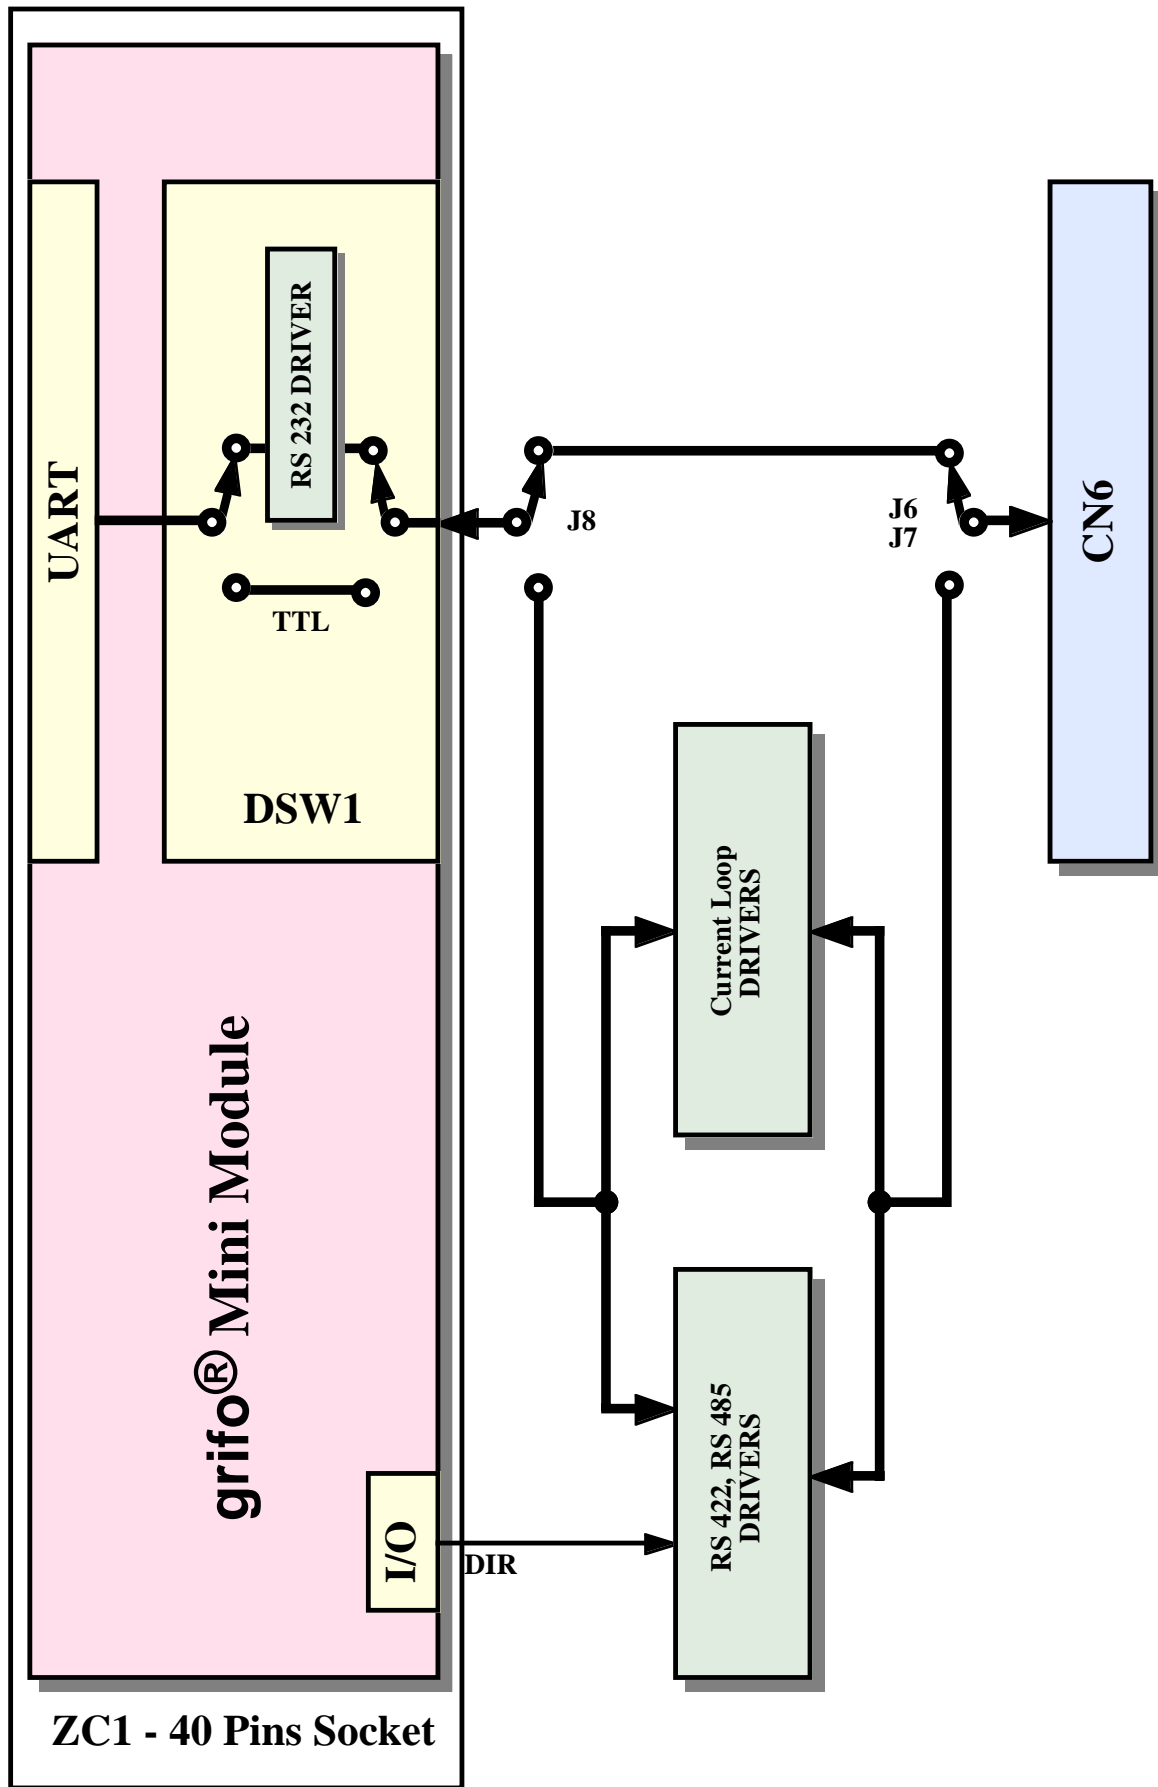 UART
RS 232 DRIVER
TTL
DSW1
J8
J6
J7
CN6
Current Loop
DRIVERS
grifo® Mini Module
RS 422, RS 485
DRIVERS
I/O
DIR
ZC1 - 40 Pins Socket